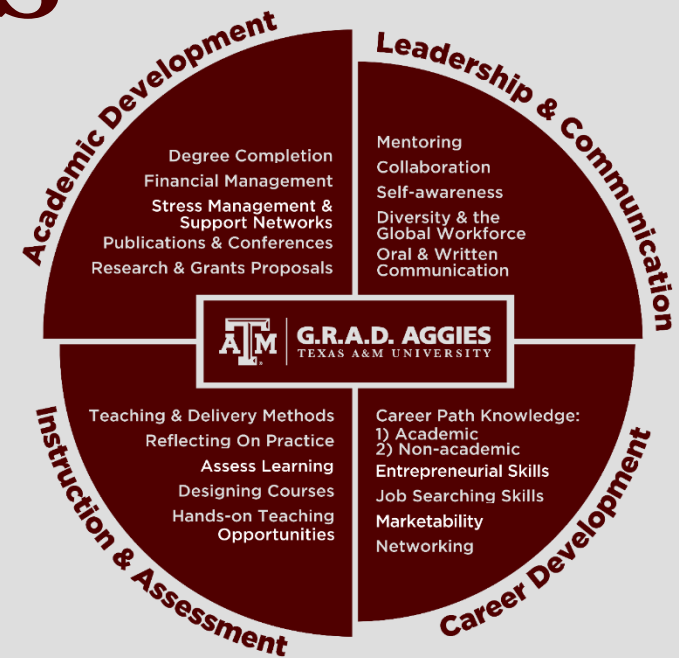 S
Academic Development
Degree Completion
Financial Management
Stress Management &
Support Networks
Publications & Conferences
Research & Grants Proposals
Leadership & Communication
Mentoring
Collaboration
Self-awareness
Diversity & the
Global Workforce
Oral & Written
Communication
ATM
G.R.A.D. AGGIES
TEXAS A&M UNIVERSITY
Instruction & Assessment
Teaching & Delivery Methods
Reflecting On Practice
Assess Learning
Designing Courses
Hands-on Teaching
Opportunities
Career Path Knowledge:
1) Academic
2) Non-academic
Entrepreneurial Skills
Job Searching Skills
Marketability
Networking
Career Development